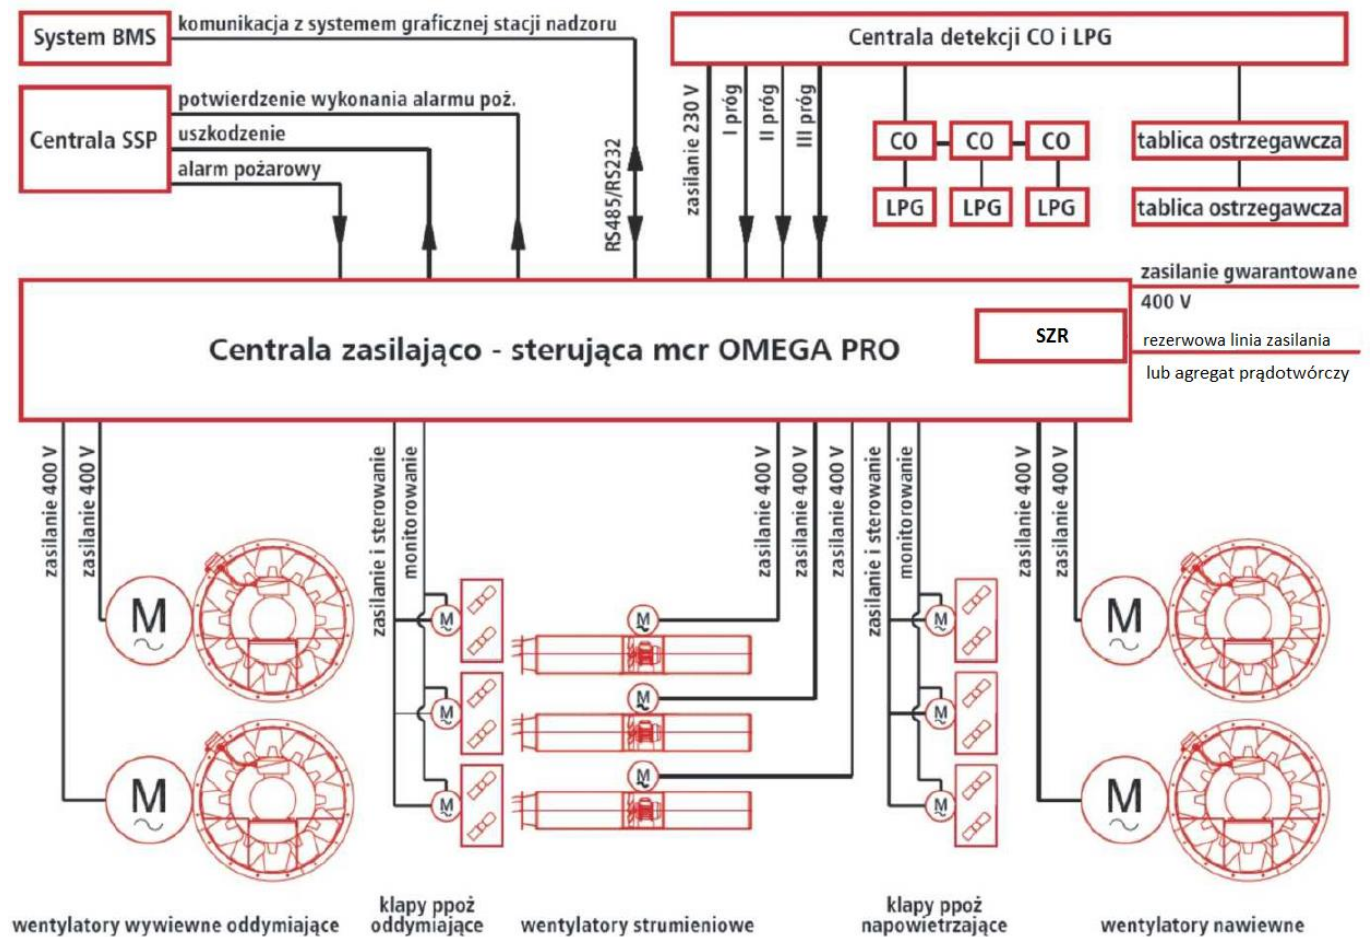 System BMS
komunikacja z systemem graficznej stacji nadzoru
Centrala SSP
potwierdzenie wykonania alarmu poż.
uszkodzenie
alarm pożarowy
RS485/RS232
Centrala detekcji CO i LPG
zasilanie 230 V
I próg
II próg
III próg
CO
CO
CO
LPG
LPG
LPG
tablica ostrzegawcza
tablica ostrzegawcza
zasilanie gwarantowane
400 V
SZR
rezerwowa linia zasilania
lub agregat prądotwórczy
Centrala zasilająco - sterująca mcr OMEGA PRO
zasilanie 400 V
zasilanie 400 V
zasilanie i sterowanie
monitorowanie
zasilanie 400 V
zasilanie 400 V
zasilanie 400 V
zasilanie i sterowanie
monitorowanie
zasilanie 400 V
zasilanie 400 V
M
M
M
M
M
M
M
M
M
M
M
M
M
wentylatory wywiewne oddymiające
klapy ppoż
oddymiające
wentylatory strumieniowe
klapy ppoż
napowietrzające
wentylatory nawiewne